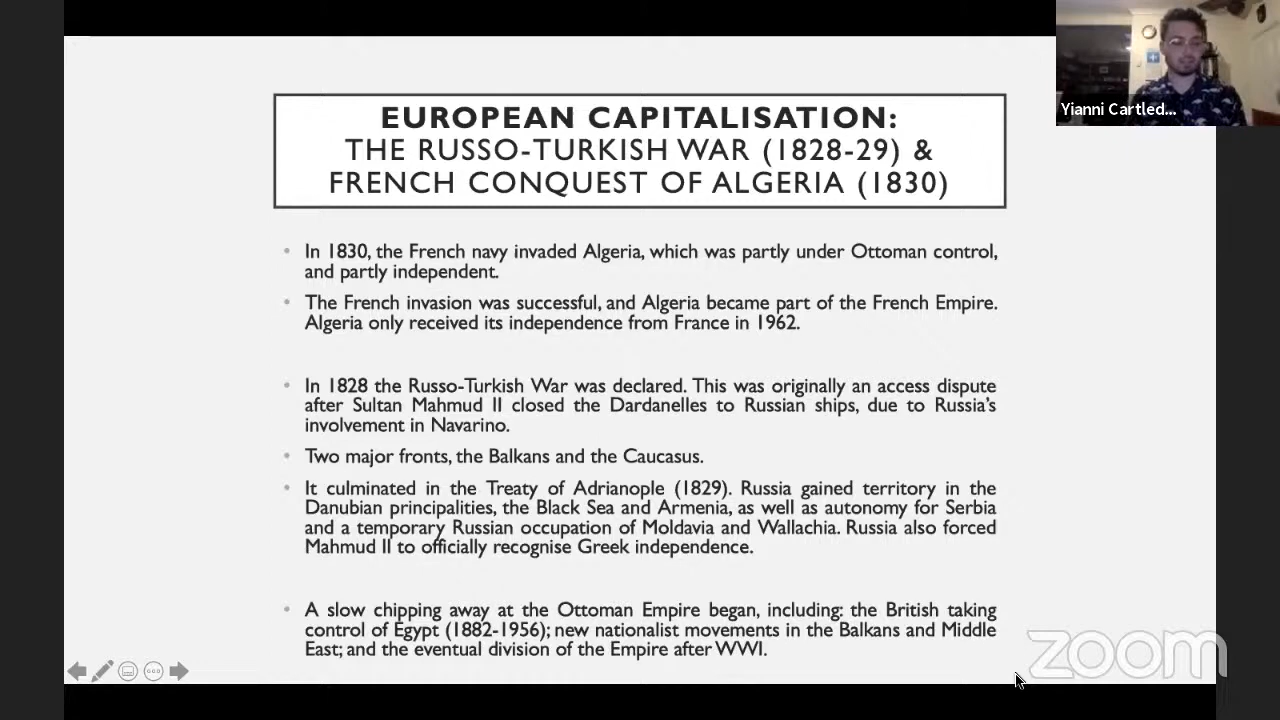 EUROPEAN CAPITALISATION:
THE RUSSO-TURKISH WAR (1828-29) &
FRENCH CONQUEST OF ALGERIA (1830)
Yianni Cartled...
• In 1830, the French navy invaded Algeria, which was partly under Ottoman control,
and partly independent.
• The French invasion was successful, and Algeria became part of the French Empire.
Algeria only received its independence from France in 1962.
• In 1828 the Russo-Turkish War was declared. This was originally an access dispute
after Sultan Mahmud II closed the Dardanelles to Russian ships, due to Russia's
involvement in Navarino.
• Two major fronts, the Balkans and the Caucasus.
• It culminated in the Treaty of Adrianople (1829). Russia gained territory in the
Danubian principalities, the Black Sea and Armenia, as well as autonomy for Serbia
and a temporary Russian occupation of Moldavia and Wallachia. Russia also forced
Mahmud II to officially recognise Greek independence.
• A slow chipping away at the Ottoman Empire began, including: the British taking
control of Egypt (1882-1956); new nationalist movements in the Balkans and Middle
East; and the eventual division of the Empire after WWI.
zoom